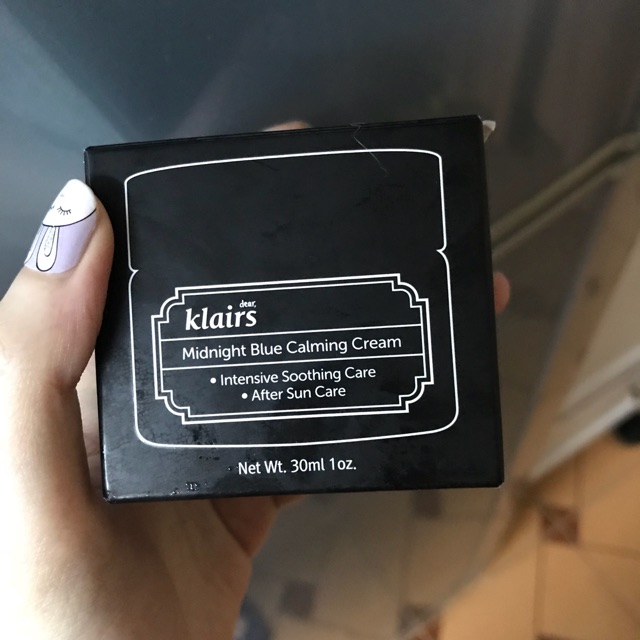 dear,
klairs
Midnight Blue Calming Cream
• Intensive Soothing Care
• After Sun Care
Net Wt. 30ml 1oz.